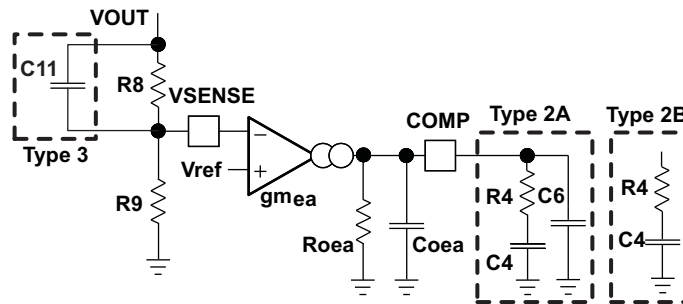 VOUT
C11
R8
VSENSE
Type 3
R9
Vref
gmea
COMP
Roea
Coea
Type 2A
R4
C6
C4
Type 2B
R4
C4